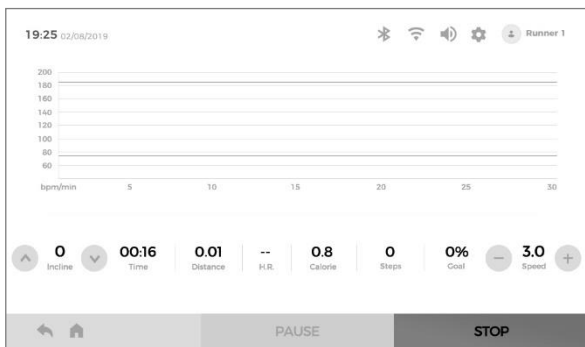 19:25 02/08/2019 Runner 1
200
180
160
140
120
100
80
60
bpm/min 5 10 15 20 25 30
0 00:16 0.01 -- 0.8 0 0% 3.0
Incline Time Distance H.R. Calorie Steps Goal Speed
PAUSE STOP